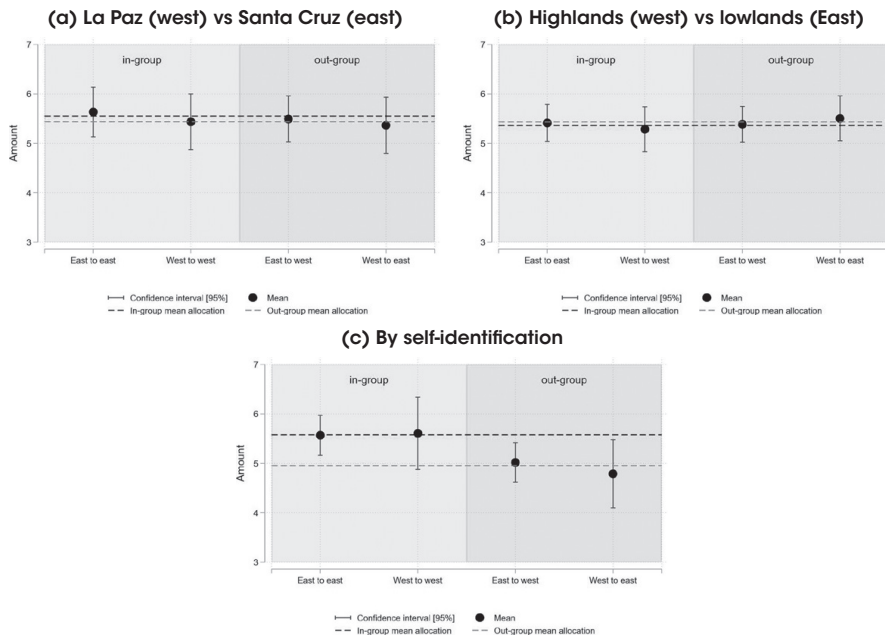 (a) La Paz (west) vs Santa Cruz (east)
7
6
5
4
3
Amount
in-group
out-group
East to east
West to west
East to west
West to east
Confidence interval [95%]
Mean
In-group mean allocation
Out-group mean allocation
(b) Highlands (west) vs lowlands (East)
7
6
5
4
3
Amount
in-group
out-group
East to east
West to west
East to west
West to east
Confidence interval [95%]
Mean
In-group mean allocation
Out-group mean allocation
(c) By self-identification
7
6
5
4
3
Amount
in-group
out-group
East to east
West to west
East to west
West to east
Confidence interval [95%]
Mean
In-group mean allocation
Out-group mean allocation